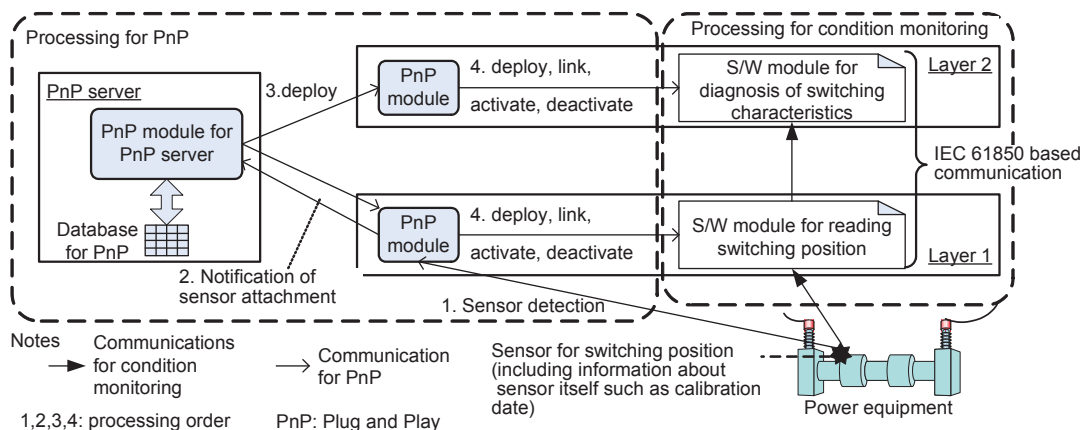 Processing for PnP
Processing for condition monitoring
PnP server
PnP module for
PnP server
Database
for PnP
3.deploy
PnP
module
4. deploy, link,
activate, deactivate
S/W module for
diagnosis of switching
characteristics
Layer 2
IEC 61850 based
communication
PnP
module
4. deploy, link,
activate, deactivate
S/W module for reading
switching position
Layer 1
2. Notification of
sensor attachment
1. Sensor detection
Notes
Communications
for condition
monitoring
Communication
for PnP
Sensor for switching position
(including information about
sensor itself such as calibration
date)
Power equipment
1,2,3,4: processing order
PnP: Plug and Play